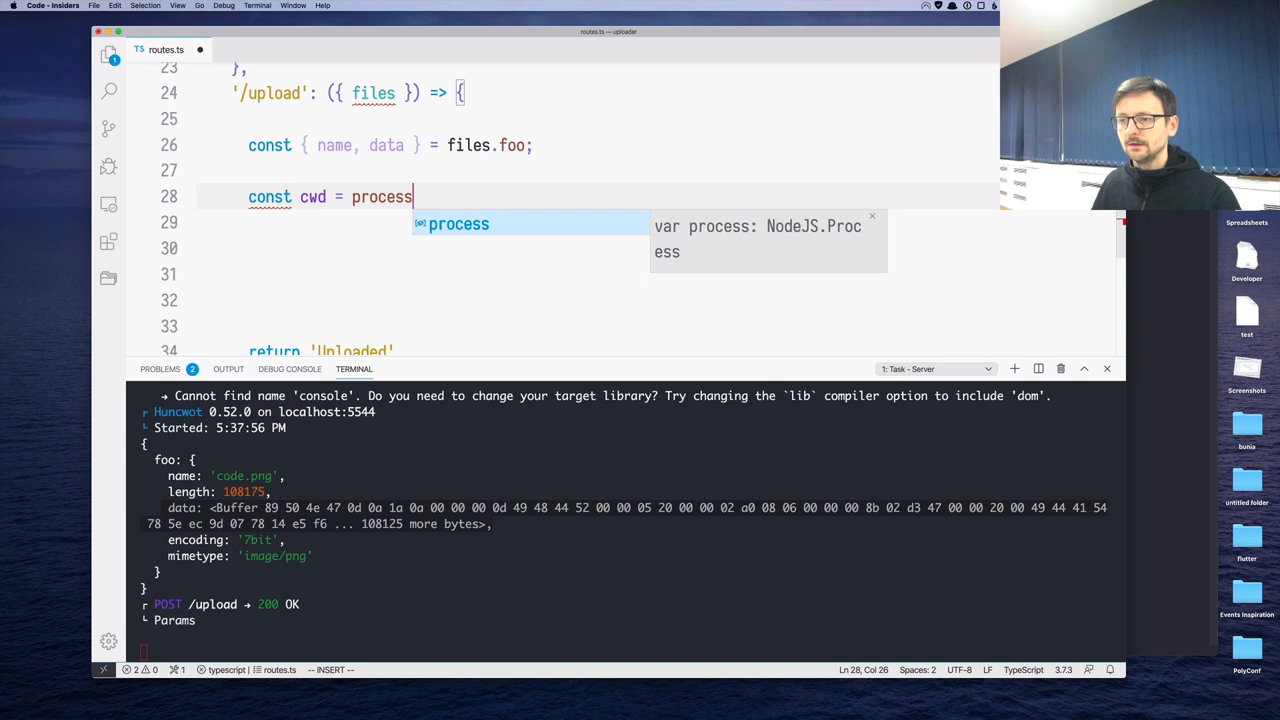 Code - Insiders File Edit Selection View Go Debug Terminal Window Help
routes.ts — uploader
TS routes.ts
1
23 },
24 '/upload': ({ files }) => {
25
26 const { name, data } = files.foo;
27
28 const cwd = process
29 process
var process: NodeJS.Proc
ess
30
31
32
33
34 return 'Uploaded'
PROBLEMS 2 OUTPUT DEBUG CONSOLE TERMINAL 1: Task - Server
→ Cannot find name 'console'. Do you need to change your target library? Try changing the `lib` compiler option to include 'dom'.
┌ Huncwot 0.52.0 on localhost:5544
└ Started: 5:37:56 PM
{
foo: {
name: 'code.png',
length: 108175,
data: <Buffer 89 50 4e 47 0d 0a 1a 0a 00 00 00 0d 49 48 44 52 00 00 05 20 00 00 02 a0 08 06 00 00 00 8b 02 d3 47 00 00 20 00 49 44 41 54
78 5e ec 9d 07 78 14 e5 f6 ... 108125 more bytes>,
encoding: '7bit',
mimetype: 'image/png'
}
}
┌ POST /upload → 200 OK
└ Params
2 0 1 typescript | routes.ts -- INSERT -- Ln 28, Col 26 Spaces: 2 UTF-8 LF TypeScript 3.7.3
Spreadsheets
Developer
test
Screenshots
bunia
untitled folder
flutter
Events Inspiration
PolyConf